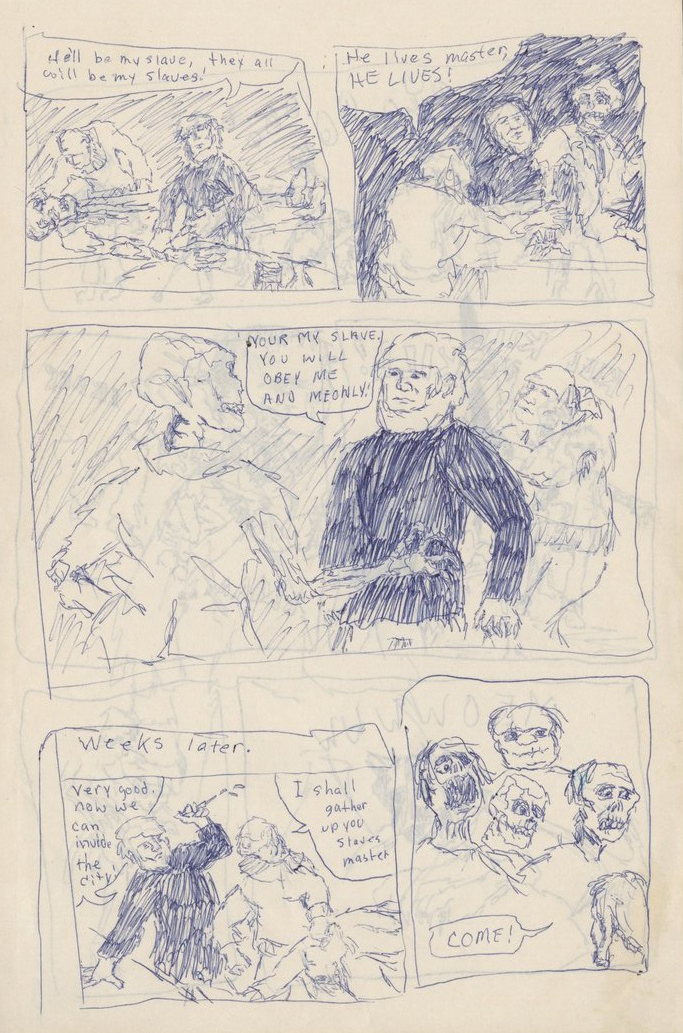 He'll be my slave, they all
will be my slaves!
He lives master,
HE LIVES!
YOUR MY SLAVE.
YOU WILL
OBEY ME
AND MEONLY!
Weeks later.
very good.
now we
can
invide
the
city!
I shall
gather
up you
slaves
master
COME!